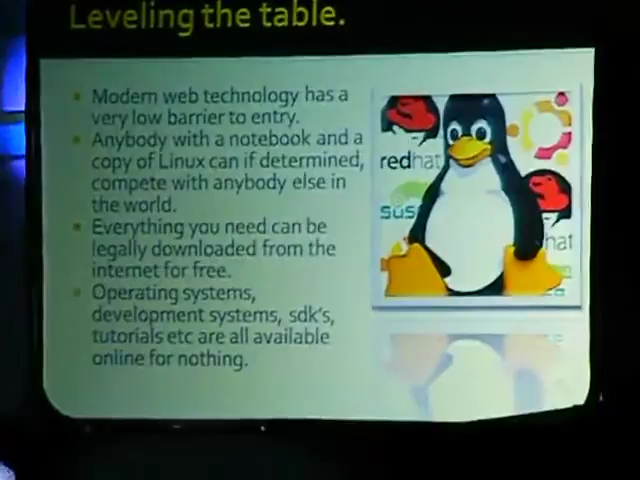 Leveling the table.
Modern web technology has a
very low barrier to entry.
Anybody with a notebook and a
copy of Linux can if determined,
compete with anybody else in
the world.
Everything you need can be
legally downloaded from the
internet for free.
Operating systems,
development systems, sdk's,
tutorials etc are all available
online for nothing.
redhat
sus
hat